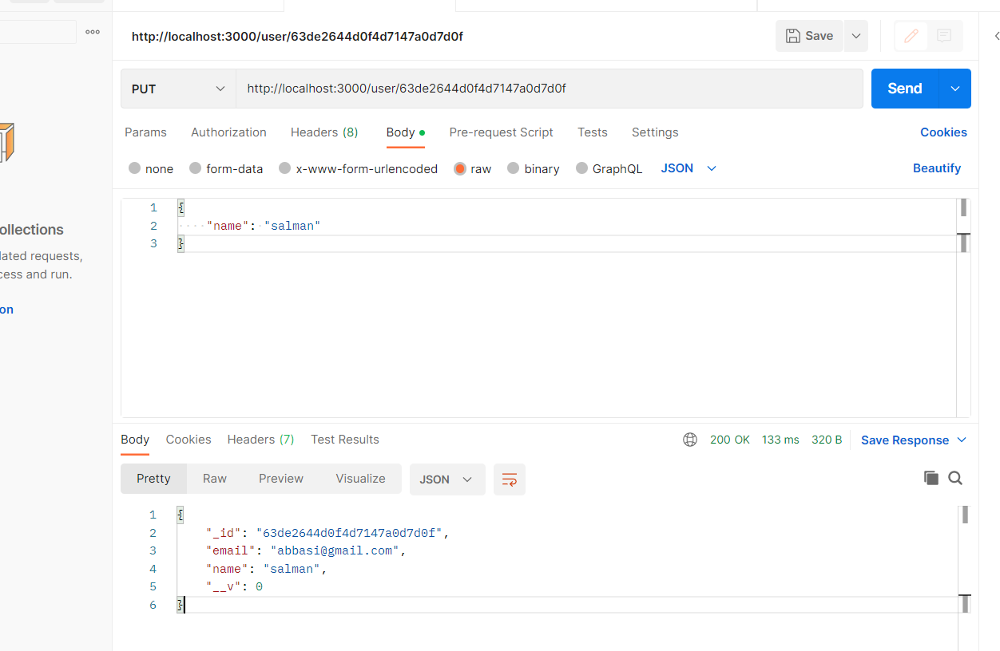 http://localhost:3000/user/63de2644d0f4d7147a0d7d0f
Save
PUT
http://localhost:3000/user/63de2644d0f4d7147a0d7d0f
Send
Params Authorization Headers (8) Body Pre-request Script Tests Settings Cookies
none form-data x-www-form-urlencoded raw binary GraphQL JSON Beautify
1 {
2 "name": "salman"
3 }
ollections
lated requests,
cess and run.
on
Body Cookies Headers (7) Test Results 200 OK 133 ms 320 B Save Response
Pretty Raw Preview Visualize JSON
1 {
2 "_id": "63de2644d0f4d7147a0d7d0f",
3 "email": "abbasi@gmail.com",
4 "name": "salman",
5 "__v": 0
6 }